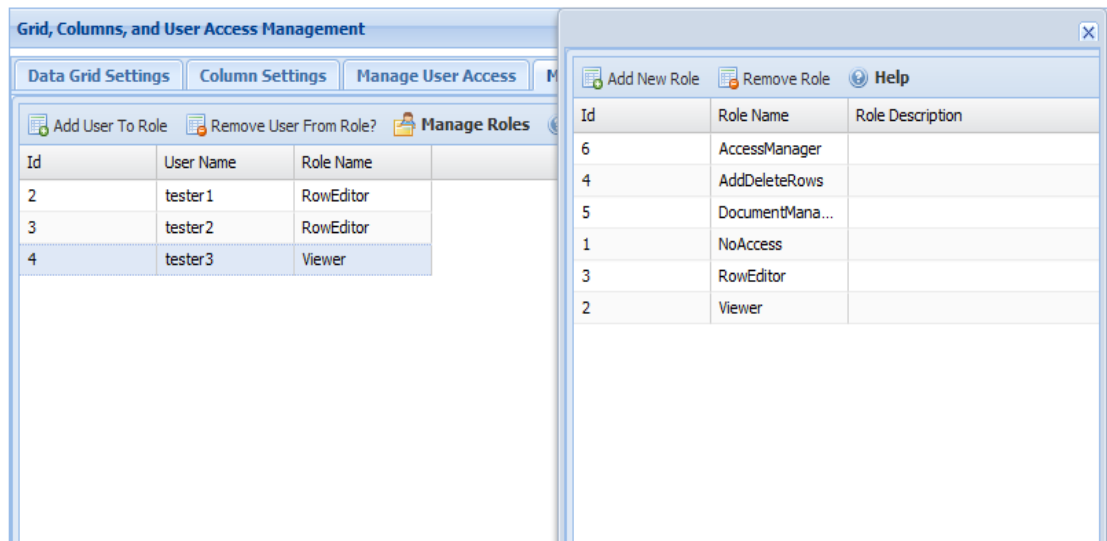 Grid, Columns, and User Access Management
Data Grid Settings Column Settings Manage User Access M
Add User To Role Remove User From Role? Manage Roles
Id User Name Role Name
2 tester1 RowEditor
3 tester2 RowEditor
4 tester3 Viewer
Add New Role Remove Role Help
Id Role Name Role Description
6 AccessManager
4 AddDeleteRows
5 DocumentMana...
1 NoAccess
3 RowEditor
2 Viewer